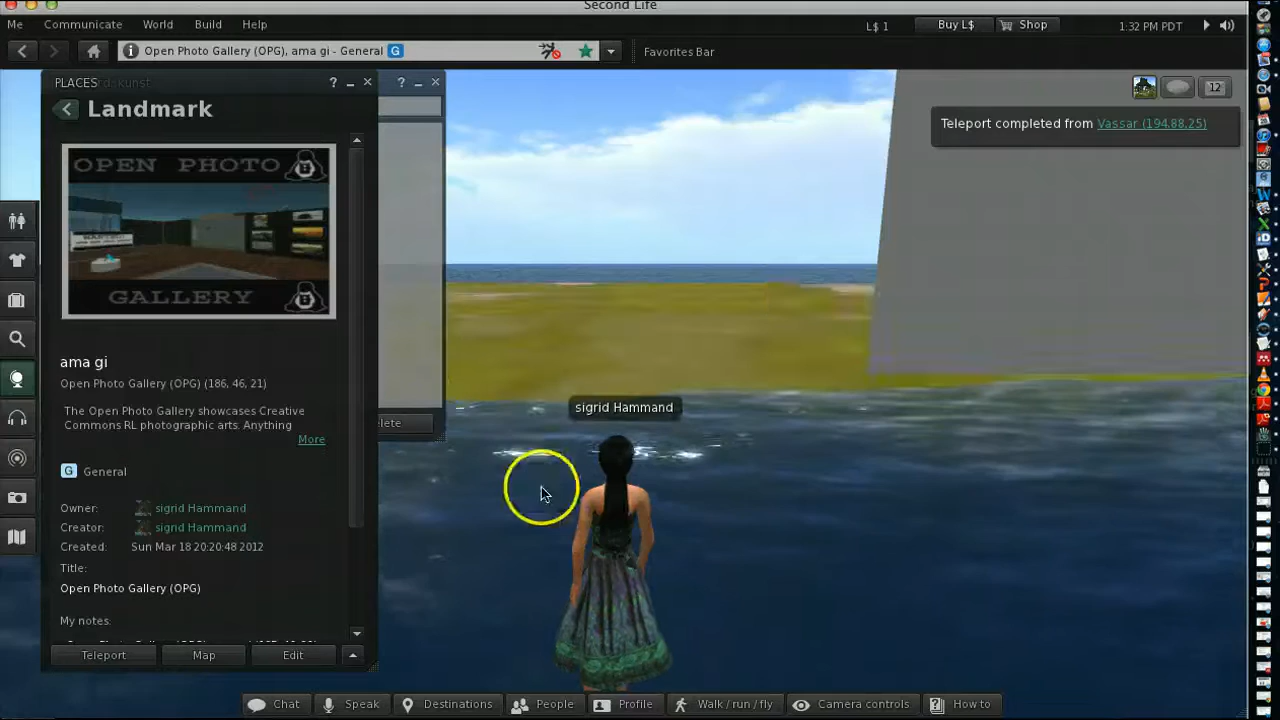 Second Life
Me Communicate World Build Help
L$ 1 Buy L$ Shop 1:32 PM PDT
Open Photo Gallery (OPG), ama gi - General G
Favorites Bar
PLACES
? _ ×
? _ ×
12
Landmark
Teleport completed from Vassar (194,88,25)
OPEN PHOTO
GALLERY
ama gi
Open Photo Gallery (OPG) (186, 46, 21)
The Open Photo Gallery showcases Creative
Commons RL photographic arts. Anything
More
G General
Owner: sigrid Hammand
Creator: sigrid Hammand
Created: Sun Mar 18 20:20:48 2012
Title:
Open Photo Gallery (OPG)
My notes:
Teleport Map Edit
sigrid Hammand
Chat Speak Destinations People Profile Walk / run / fly Camera controls How to